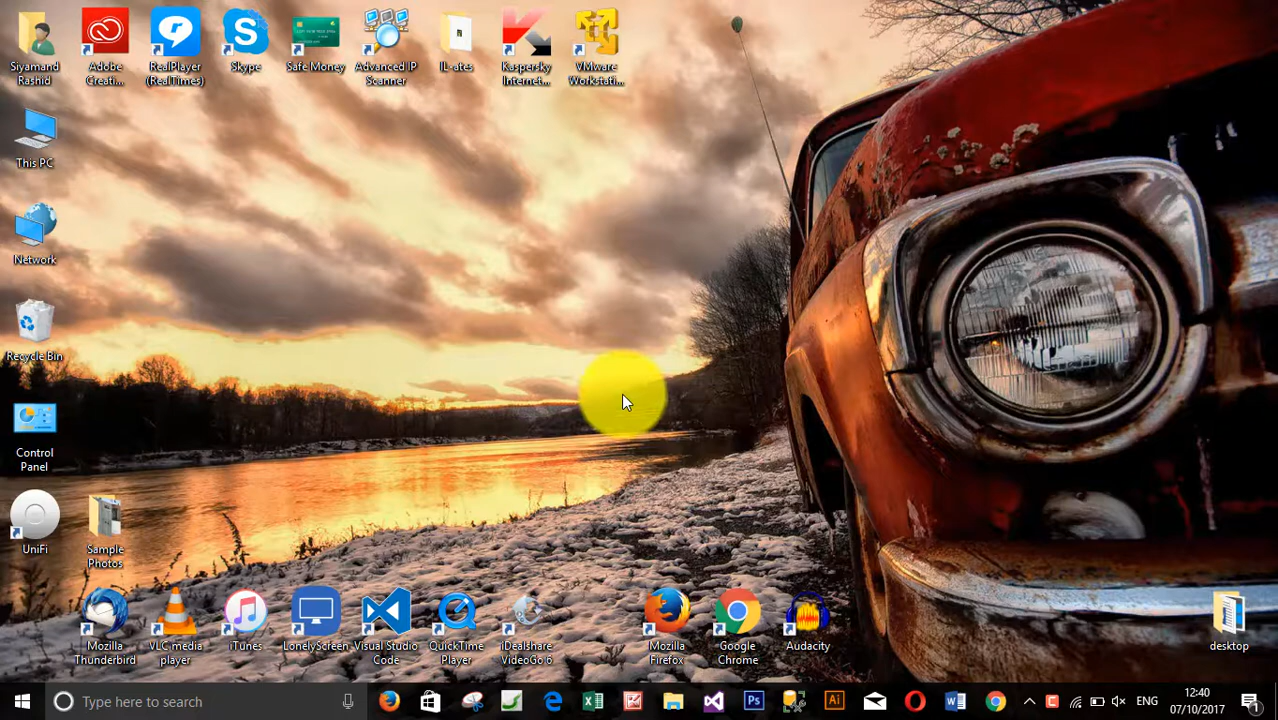 Siyamand
Rashid
Adobe
Creati...
RealPlayer
(RealTimes)
Skype
Safe Money
Advanced IP
Scanner
IL-ates
Kaspersky
Internet...
VMware
Workstati...
This PC
Network
Recycle Bin
Control
Panel
UniFi
Sample
Photos
Mozilla
Thunderbird
VLC media
player
iTunes
LonelyScreen
Visual Studio
Code
QuickTime
Player
iDealshare
VideoGo 6
Mozilla
Firefox
Google
Chrome
Audacity
desktop
Type here to search
Ps
Ai
ENG
12:40
07/10/2017
1